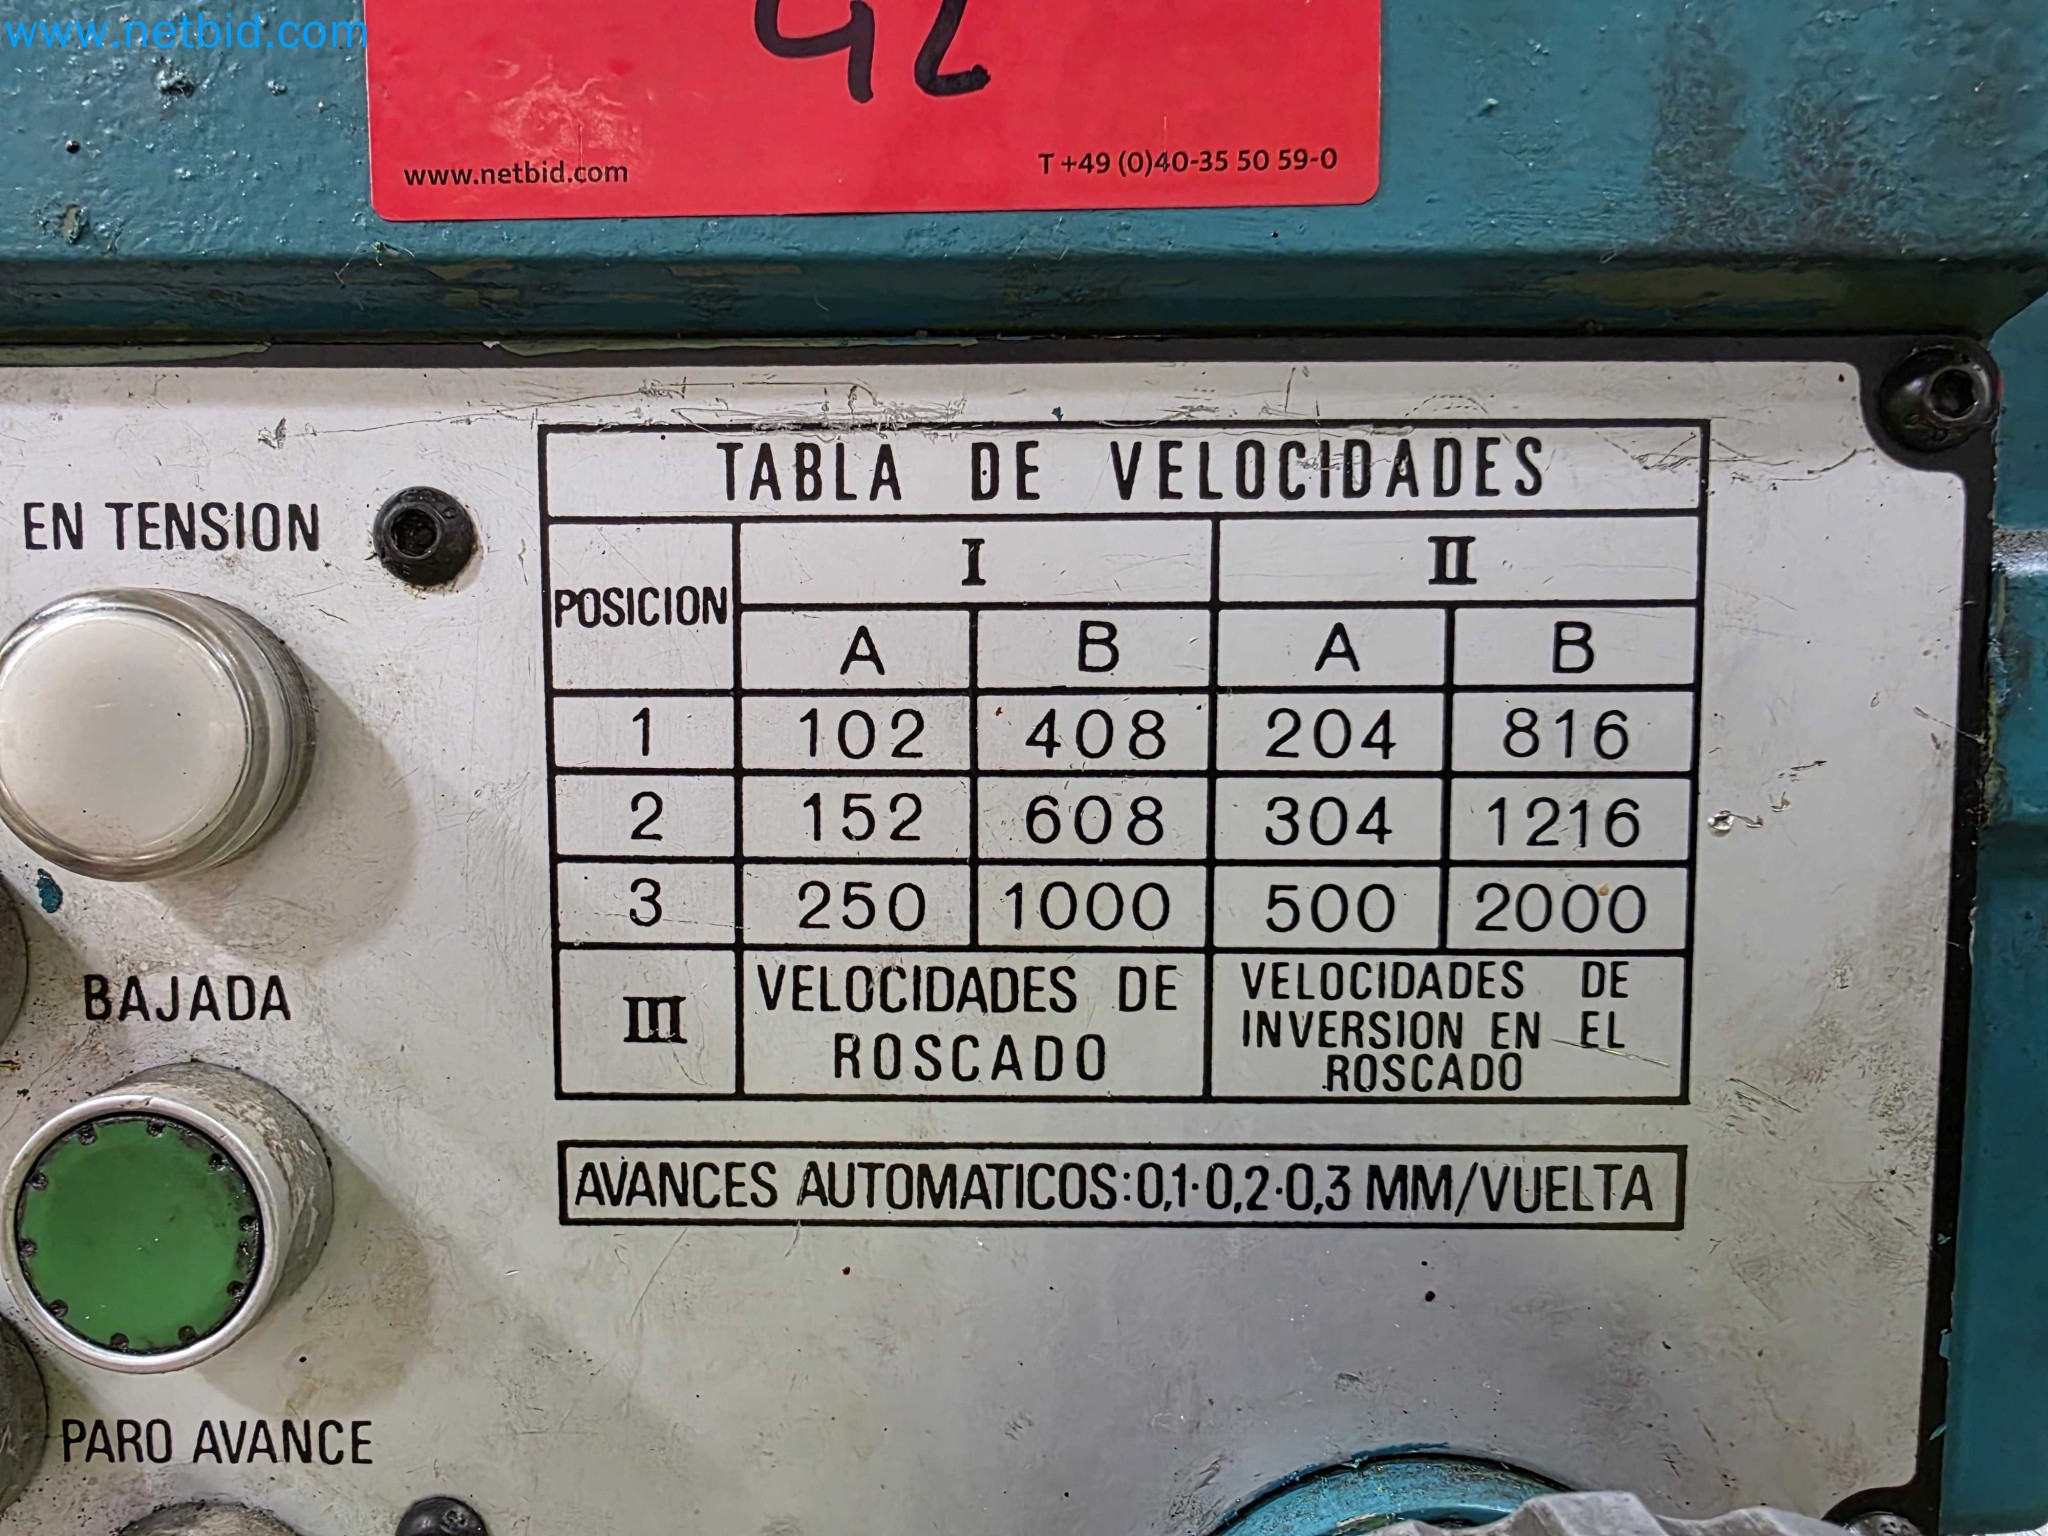 www.netbid.com
42
www.netbid.com T +49 (0)40-35 50 59-0
TABLA DE VELOCIDADES
EN TENSION
POSICION
I II
A B A B
1 102 408 204 816
2 152 608 304 1216
3 250 1000 500 2000
III
VELOCIDADES DE
ROSCADO
VELOCIDADES DE
INVERSION EN EL
ROSCADO
BAJADA
AVANCES AUTOMATICOS:0,1·0,2·0,3 MM/VUELTA
PARO AVANCE